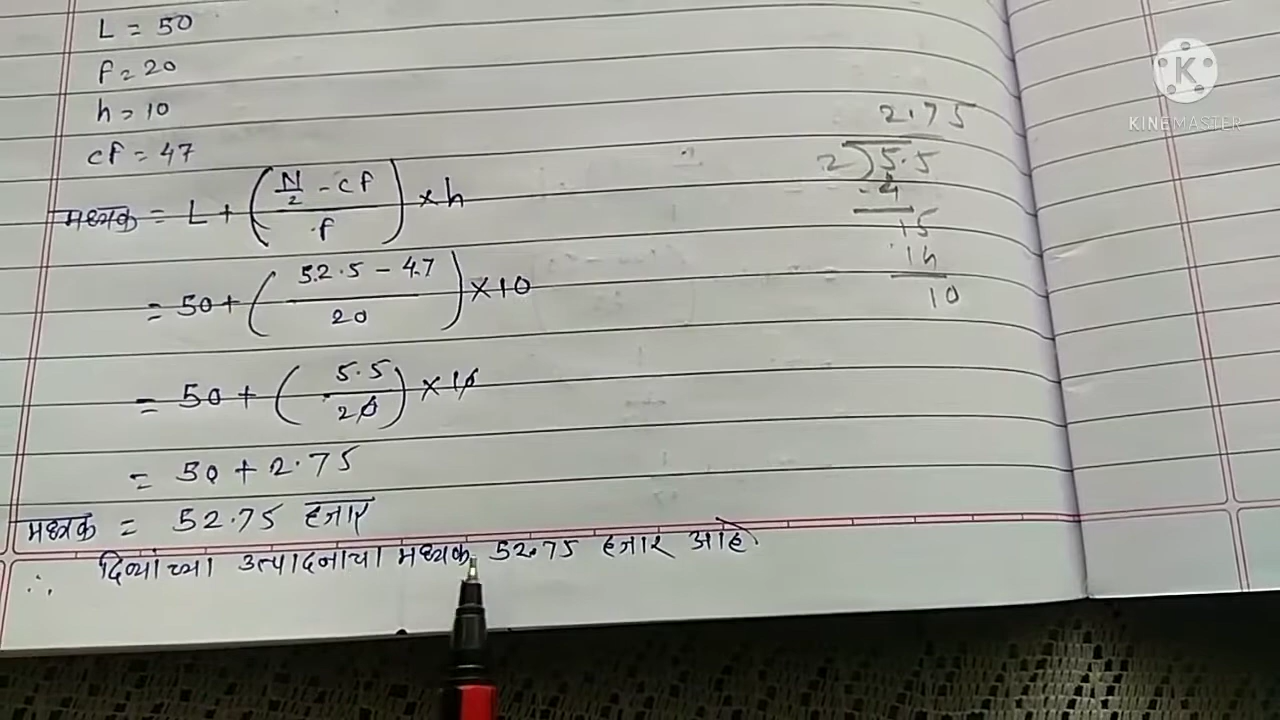 L = 50
f = 20
h = 10
cf = 47
मध्यक = L + ( (N/2 - cf) / f ) × h
= 50 + ( (52.5 - 47) / 20 ) × 10
= 50 + ( 5.5 / 20 ) × 10
= 50 + 2.75
मध्यक = 52.75 हजार
∴ दिव्यांच्या उत्पादनाचा मध्यक 52.75 हजार आहे.
2.75
2 ) 5.5
- 4
15
14
10
K
KINEMASTER